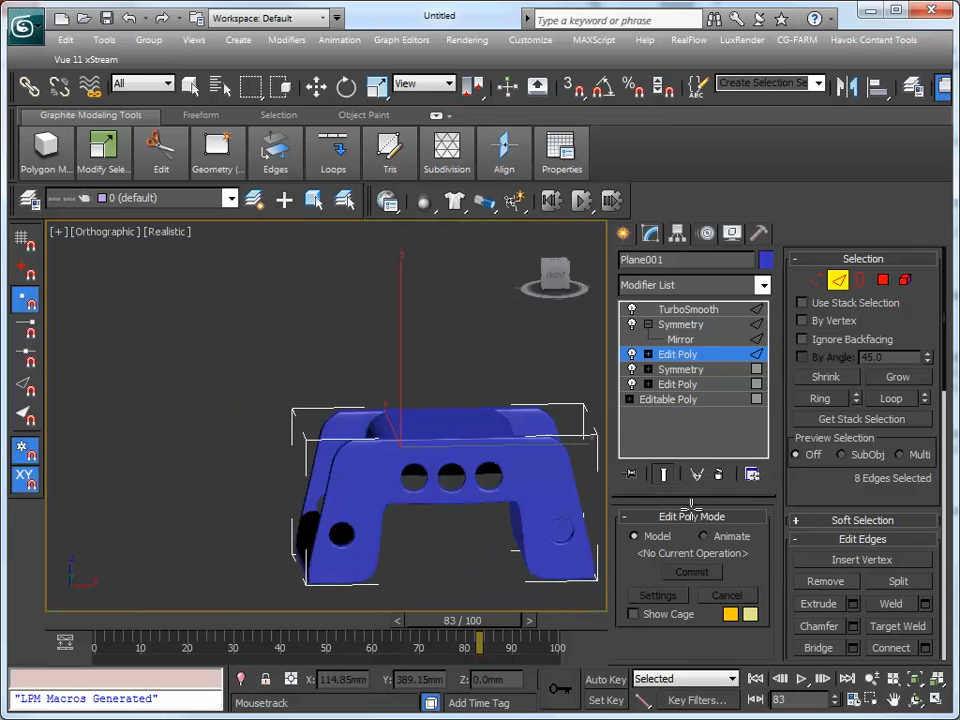 Workspace: Default
Untitled
Type a keyword or phrase
Edit Tools Group Views Create Modifiers Animation Graph Editors Rendering Customize MAXScript Help RealFlow LuxRender CG-FARM Havok Content Tools
Vue 11 xStream
All
View
Create Selection Se
Graphite Modeling Tools Freeform Selection Object Paint
Polygon M... Modify Sele... Edit Geometry ( Edges Loops Tris Subdivision Align Properties
0 (default)
[+] [Orthographic] [Realistic]
FRONT
Plane001
Modifier List
TurboSmooth
Symmetry
Mirror
Edit Poly
Symmetry
Edit Poly
Editable Poly
Edit Poly Mode
Model Animate
<No Current Operation>
Commit
Settings Cancel
Show Cage
Selection
Use Stack Selection
By Vertex
Ignore Backfacing
By Angle: 45.0
Shrink Grow
Ring Loop
Get Stack Selection
Preview Selection
Off SubObj Multi
8 Edges Selected
Soft Selection
Edit Edges
Insert Vertex
Remove Split
Extrude Weld
Chamfer Target Weld
Bridge Connect
83 / 100
0 10 20 30 40 50 60 70 80 90 100
X: 114.85mm Y: 389.15mm Z: 0.0mm
Auto Key Selected
"LPM Macros Generated"
Mousetrack
Add Time Tag
Set Key Key Filters...
83